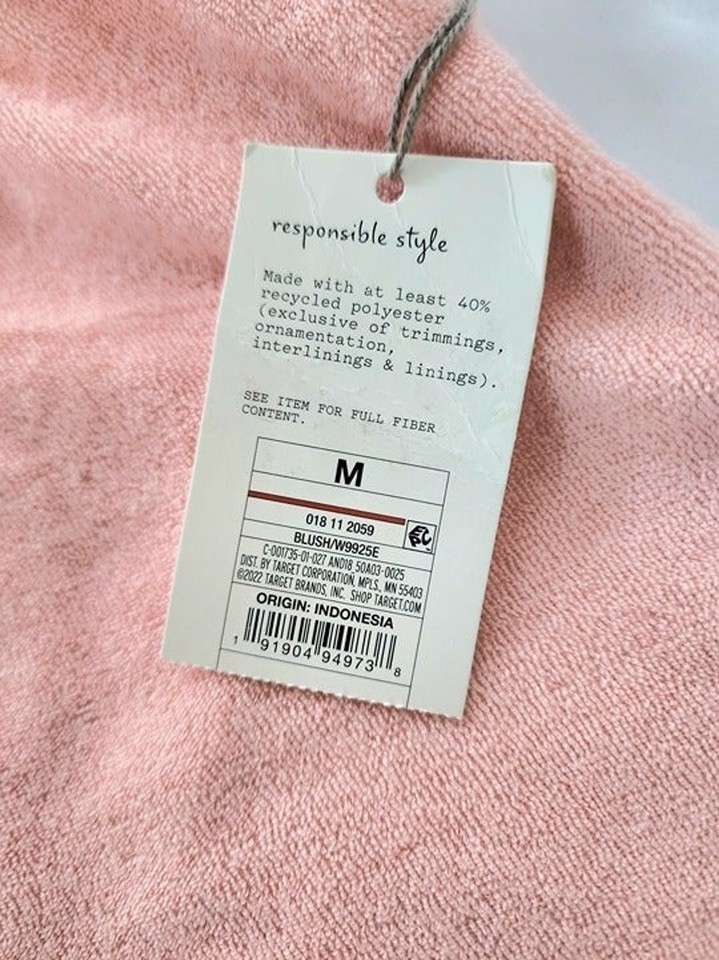 responsible style
Made with at least 40%
recycled polyester
(exclusive of trimmings,
ornamentation,
interlinings & linings).
SEE ITEM FOR FULL FIBER
CONTENT.
M
018 11 2059
BLUSH/W9925E
C-001735-01-027 AND18 50A03-0025
DIST. BY TARGET CORPORATION, MPLS., MN 55403
©2022 TARGET BRANDS, INC. SHOP TARGET.COM
ORIGIN: INDONESIA
1 91904 94973 8